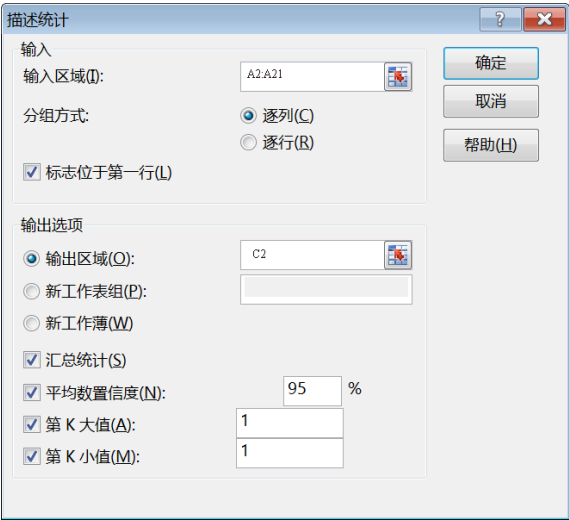 描述统计
输入
输入区域(I): A2:A21
分组方式: 逐列(C)
逐行(R)
标志位于第一行(L)
输出选项
输出区域(O): C2
新工作表组(P):
新工作薄(W)
汇总统计(S)
平均数置信度(N): 95 %
第 K 大值(A): 1
第 K 小值(M): 1
确定
取消
帮助(H)